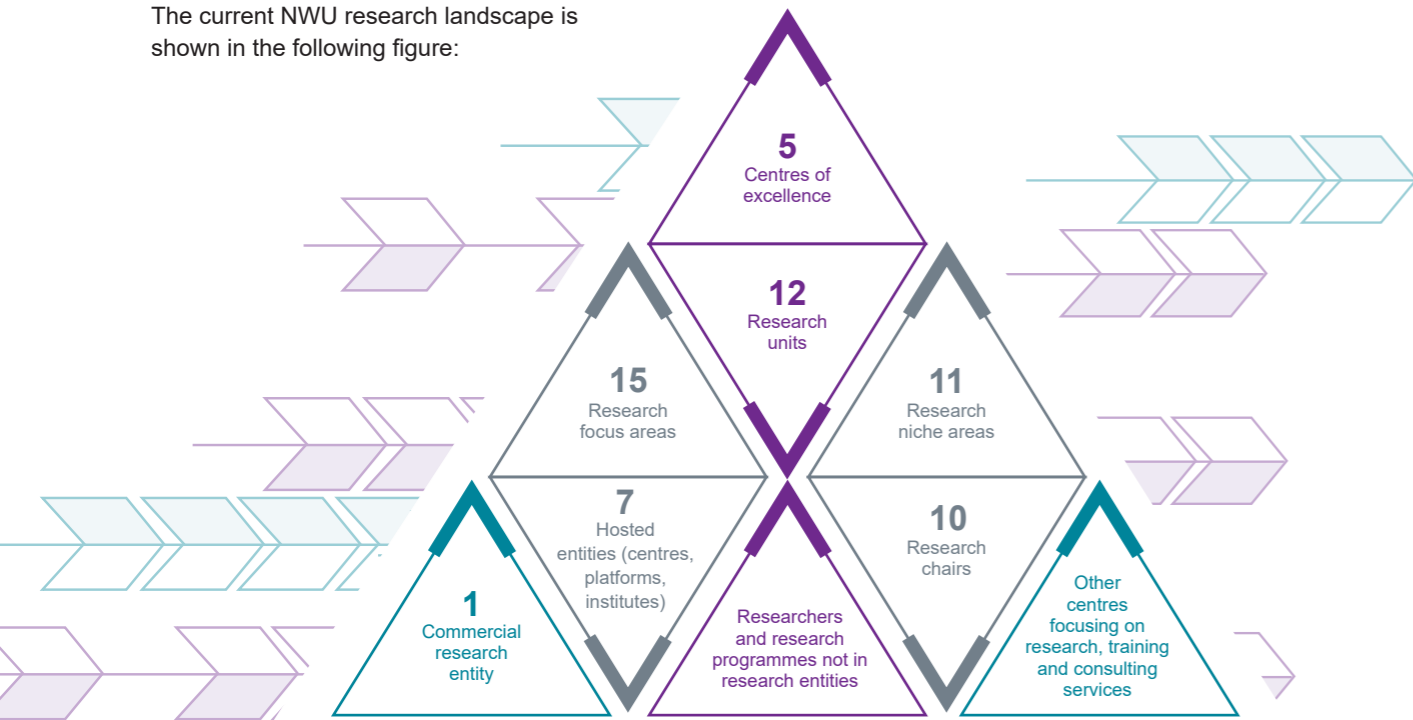 The current NWU research landscape is
shown in the following figure:
5
Centres of
excellence
12
Research
units
15
Research
focus areas
11
Research
niche areas
7
Hosted
entities (centres,
platforms,
institutes)
10
Research
chairs
1
Commercial
research
entity
Researchers
and research
programmes not in
research entities
Other
centres
focusing on
research, training
and consulting
services